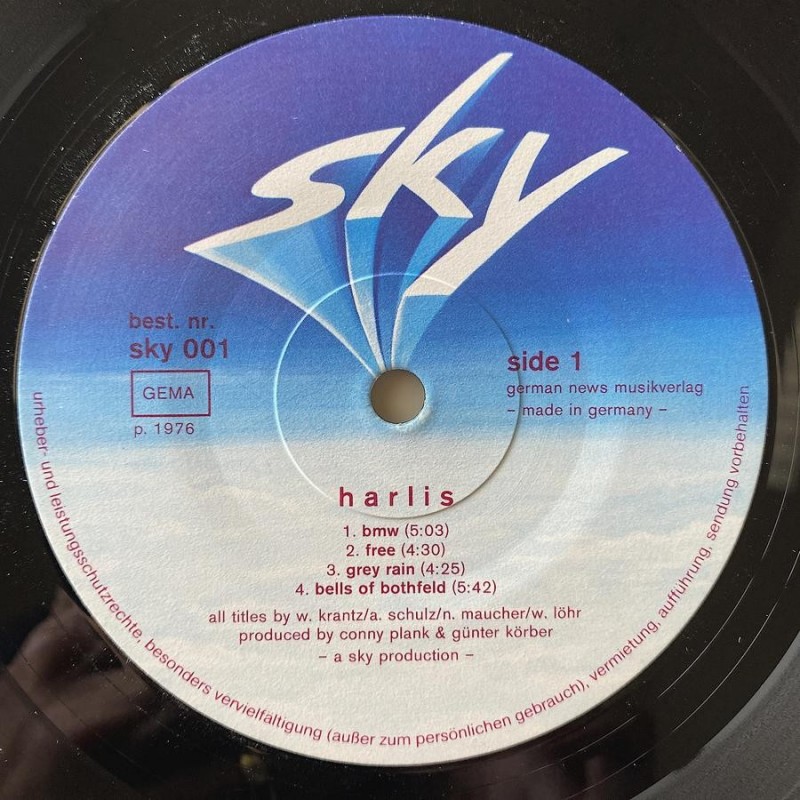 sky
best. nr.
sky 001
GEMA
p. 1976
side 1
german news musikverlag
– made in germany –
harlis
1. bmw (5:03)
2. free (4:30)
3. grey rain (4:25)
4. bells of bothfeld (5:42)
all titles by w. krantz/a. schulz/n. maucher/w. löhr
produced by conny plank & günter körber
– a sky production –
urheber- und leistungsschutzrechte, besonders vervielfältigung (außer zum persönlichen gebrauch), vermietung, aufführung, sendung vorbehalten